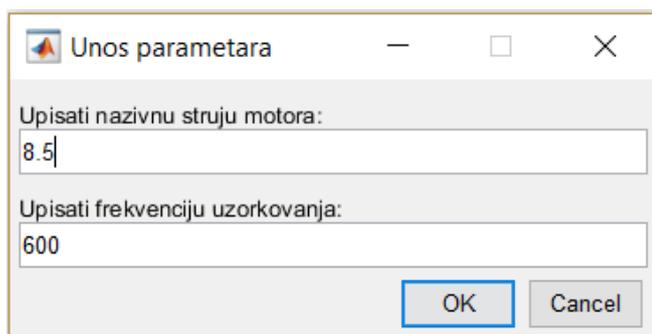 Unos parametara
Upisati nazivnu struju motora:
8.5
Upisati frekvenciju uzorkovanja:
600
OK Cancel